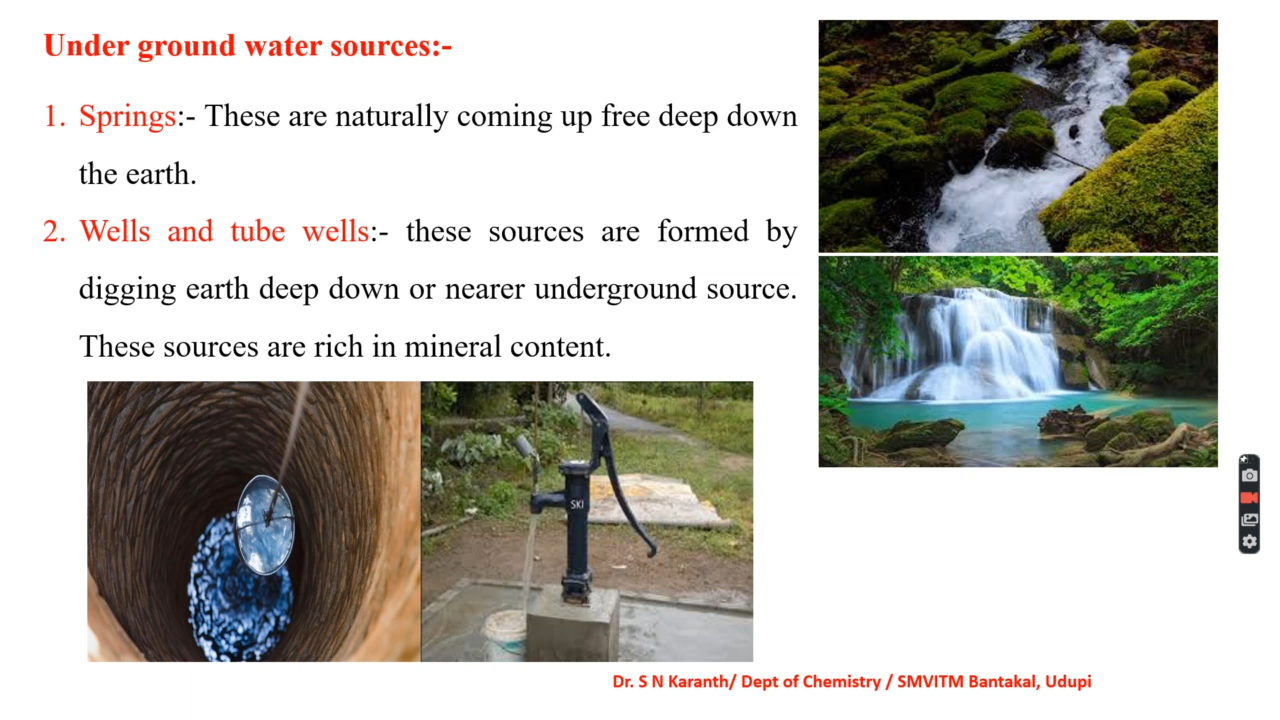 Under ground water sources:-
1. Springs:- These are naturally coming up free deep down
the earth.
2. Wells and tube wells:- these sources are formed by
digging earth deep down or nearer underground source.
These sources are rich in mineral content.
SKI
Dr. S N Karanth/ Dept of Chemistry / SMVITM Bantakal, Udupi